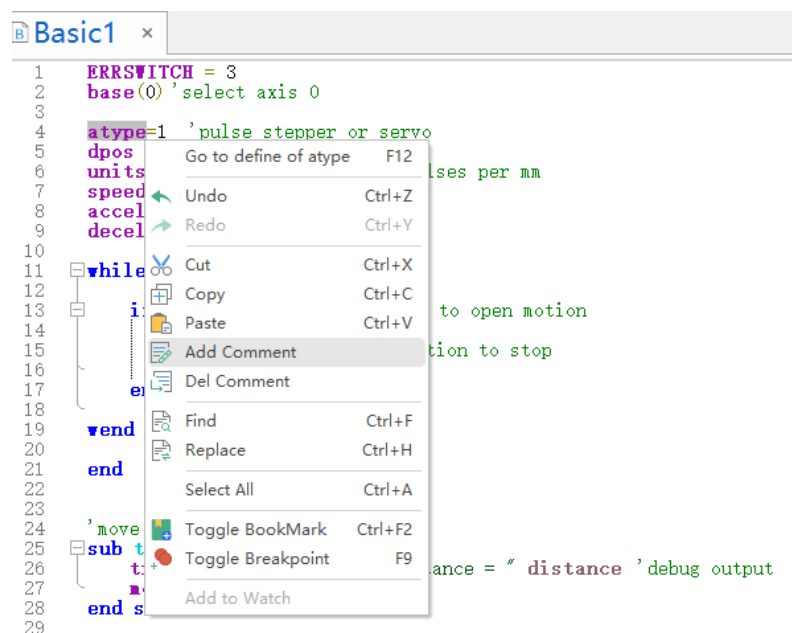 Basic1 ×
1 ERRSWITCH = 3
2 base(0) 'select axis 0
3
4 atype=1 'pulse stepper or servo
5 dpos
6 units lses per mm
7 speed
8 accel
9 decel
10
11 while
12
13 to open motion
14
15 tion to stop
16
17
18
19 wend
20
21 end
22
23
24 'move
25 sub t
26 ance = " distance 'debug output
27
28 end s
29
Go to define of atype F12
Undo Ctrl+Z
Redo Ctrl+Y
Cut Ctrl+X
Copy Ctrl+C
Paste Ctrl+V
Add Comment
Del Comment
Find Ctrl+F
Replace Ctrl+H
Select All Ctrl+A
Toggle BookMark Ctrl+F2
Toggle Breakpoint F9
Add to Watch